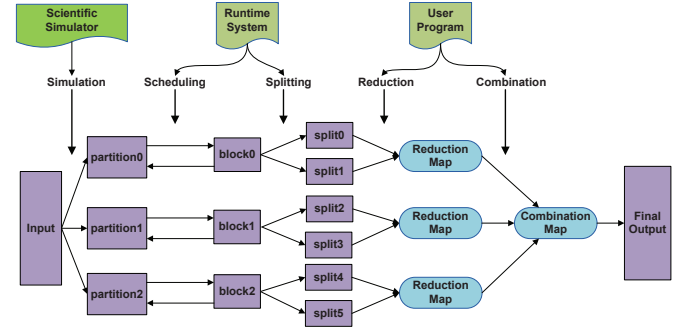 Scientific
Simulator
Runtime
System
User
Program
Simulation
Scheduling
Splitting
Reduction
Combination
Input
partition0
partition1
partition2
block0
block1
block2
split0
split1
split2
split3
split4
split5
Reduction
Map
Reduction
Map
Reduction
Map
Combination
Map
Final
Output